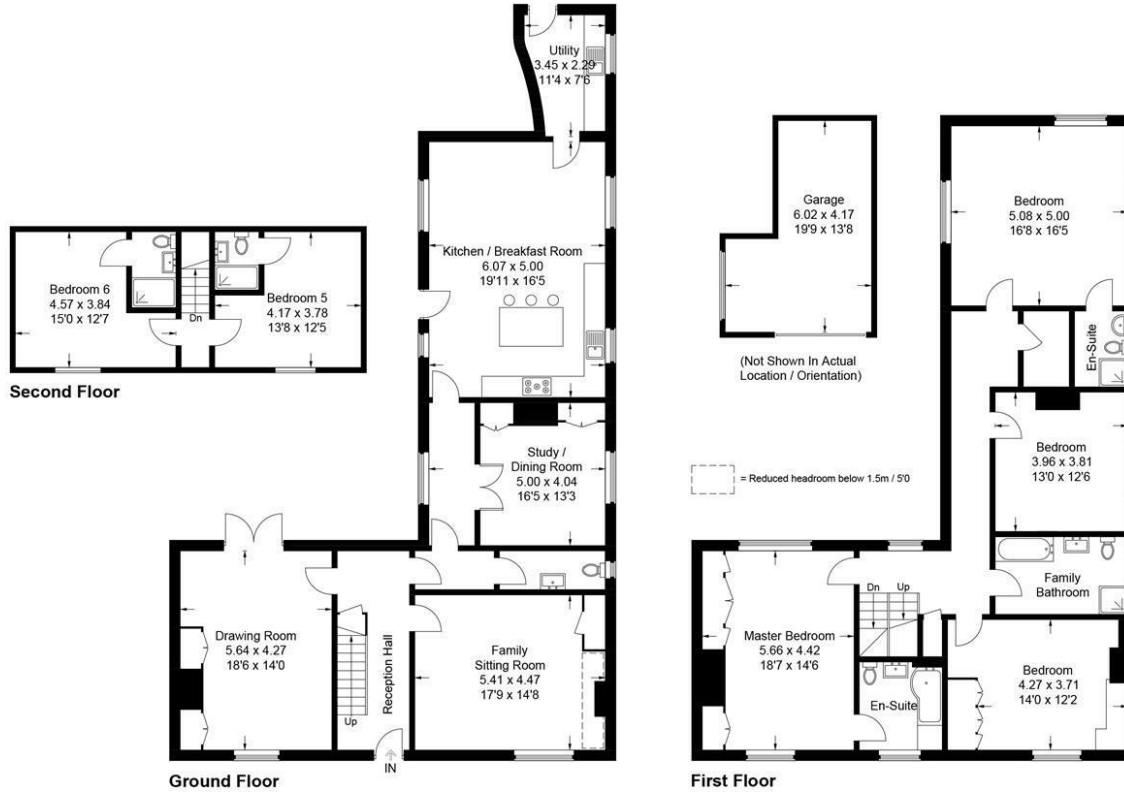 Utility
3.45 x 2.29
11'4 x 7'6
Kitchen / Breakfast Room
6.07 x 5.00
19'11 x 16'5
Bedroom 6
4.57 x 3.84
15'0 x 12'7
Dn
Bedroom 5
4.17 x 3.78
13'8 x 12'5
Second Floor
Study /
Dining Room
5.00 x 4.04
16'5 x 13'3
Drawing Room
5.64 x 4.27
18'6 x 14'0
Up
Reception Hall
IN
Family
Sitting Room
5.41 x 4.47
17'9 x 14'8
Ground Floor
Garage
6.02 x 4.17
19'9 x 13'8
(Not Shown In Actual
Location / Orientation)
= Reduced headroom below 1.5m / 5'0
Bedroom
5.08 x 5.00
16'8 x 16'5
En-Suite
Bedroom
3.96 x 3.81
13'0 x 12'6
Family
Bathroom
Dn
Up
Master Bedroom
5.66 x 4.42
18'7 x 14'6
En-Suite
Bedroom
4.27 x 3.71
14'0 x 12'2
First Floor